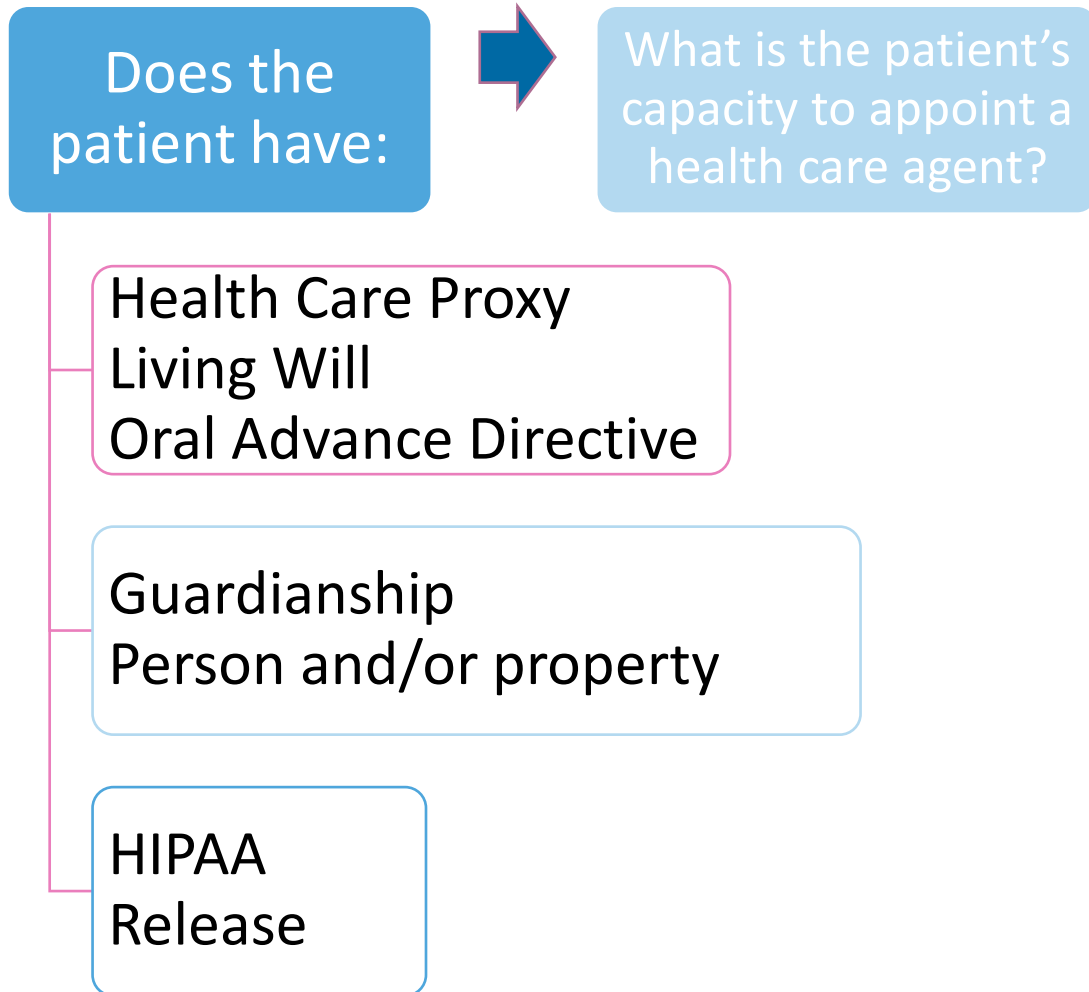 Does the
patient have:
What is the patient’s
capacity to appoint a
health care agent?
Health Care Proxy
Living Will
Oral Advance Directive
Guardianship
Person and/or property
HIPAA
Release